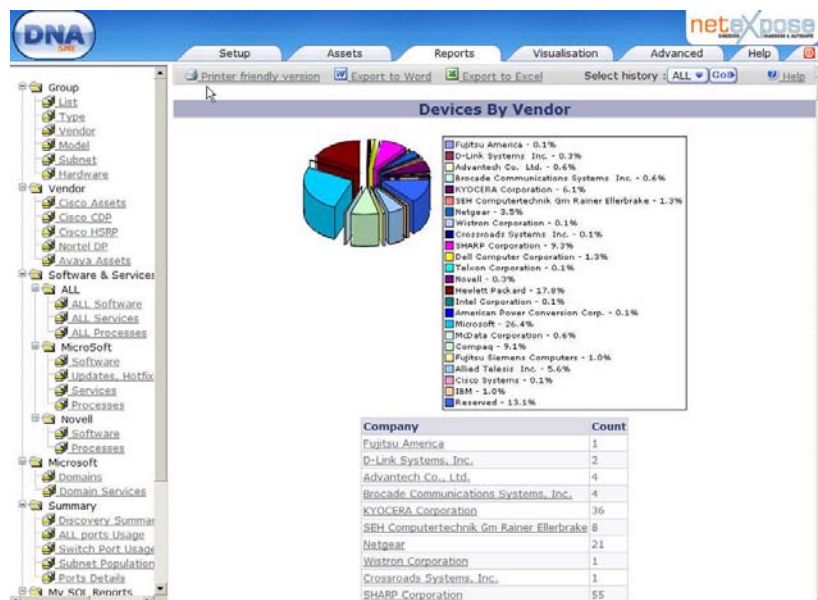 DNA
netexpose
Setup
Assets
Reports
Visualisation
Advanced
Help
Printer friendly version
Export to Word
Export to Excel
Select history : ALL Go
Help
Group
List
Type
Vendor
Model
Subnet
Hardware
Vendor
Cisco Assets
Cisco CDP
Cisco HSRP
Nortel DP
Avaya Assets
Software & Services
ALL
ALL Software
ALL Services
ALL Processes
MicroSoft
Software
Updates, Hotfix
Services
Processes
Novell
Software
Processes
Microsoft
Domains
Domain Services
Summary
Discovery Summar
ALL ports Usage
Switch Port Usage
Subnet Population
Ports Details
My SQL Reports
Devices By Vendor
Fujitsu America - 0.1%
D-Link Systems Inc. - 0.3%
Advantech Co. Ltd. - 0.6%
Brocade Communications Systems Inc. - 0.6%
KYOCERA Corporation - 6.1%
SEH Computertechnik Gm Rainer Ellerbrake - 1.3%
Netgear - 3.5%
Wistron Corporation - 0.1%
Crossroads Systems Inc. - 0.1%
SHARP Corporation - 9.3%
Dell Computer Corporation - 1.3%
Telxon Corporation - 0.1%
Novell - 0.3%
Hewlett Packard - 17.8%
Intel Corporation - 0.1%
American Power Conversion Corp. - 0.1%
Microsoft - 26.4%
McData Corporation - 0.6%
Compaq - 9.1%
Fujitsu Siemens Computers - 1.0%
Allied Telesis Inc. - 5.6%
Cisco Systems - 0.1%
IBM - 1.0%
Reserved - 13.1%
Company Count
Fujitsu America 1
D-Link Systems, Inc. 2
Advantech Co., Ltd. 4
Brocade Communications Systems, Inc. 4
KYOCERA Corporation 36
SEH Computertechnik Gm Rainer Ellerbrake 8
Netgear 21
Wistron Corporation 1
Crossroads Systems, Inc. 1
SHARP Corporation 55